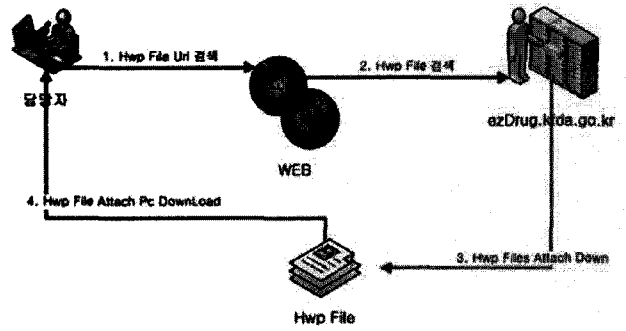 1. Hwp File Url 검색
2. Hwp File 검색
담당자
ezDrug.kfda.go.kr
WEB
4. Hwp File Attach Pc DownLoad
3. Hwp Files Attach Down
Hwp File